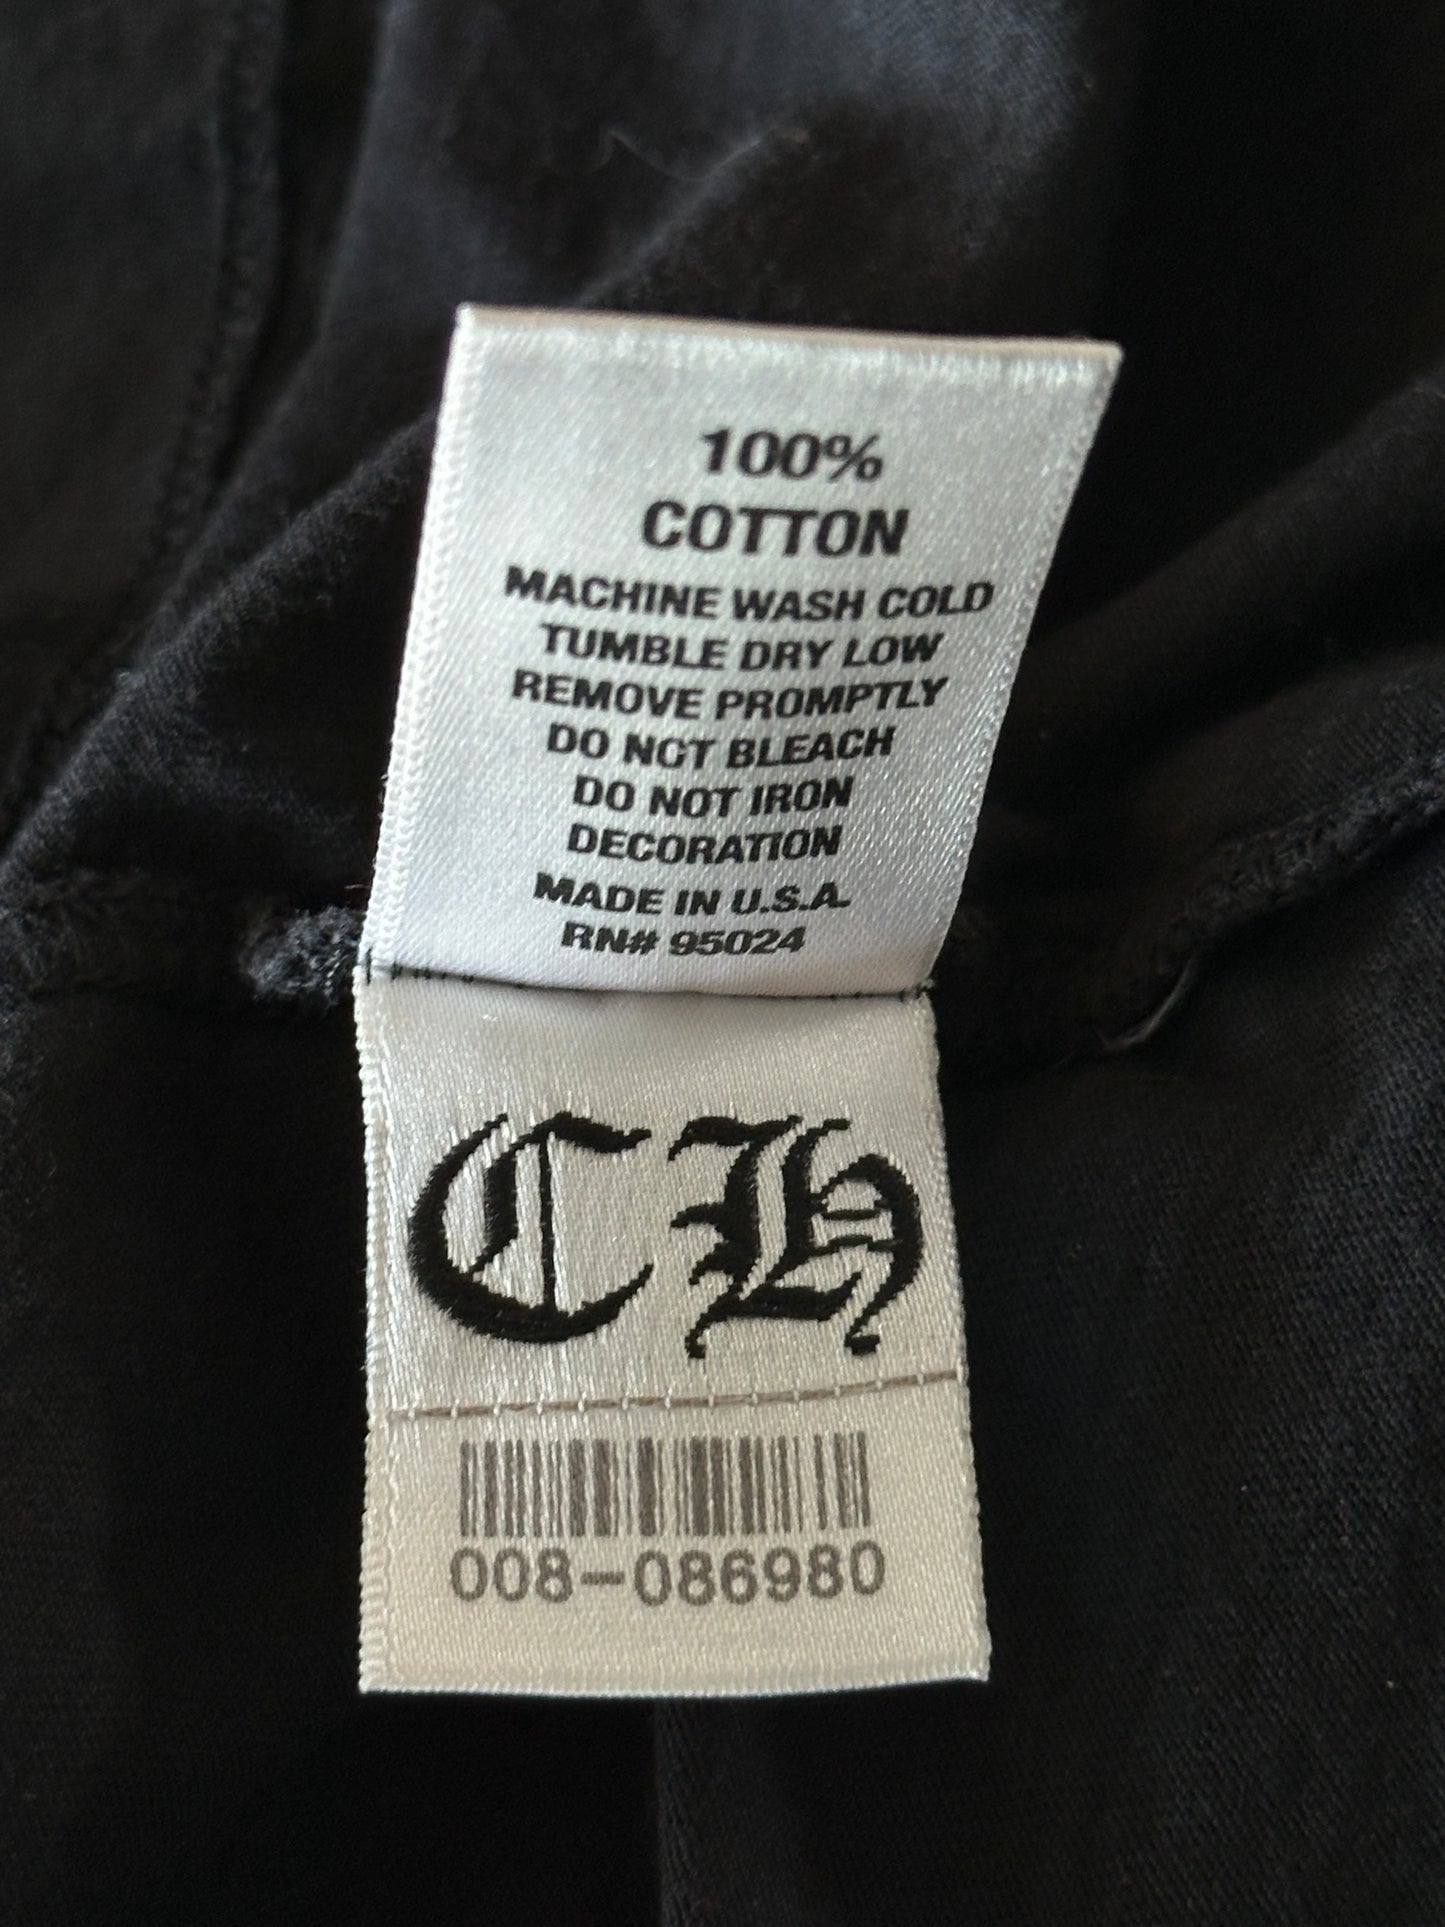 100%
COTTON
MACHINE WASH COLD
TUMBLE DRY LOW
REMOVE PROMPTLY
DO NOT BLEACH
DO NOT IRON
DECORATION
MADE IN U.S.A.
RN# 95024
CH
008-086980